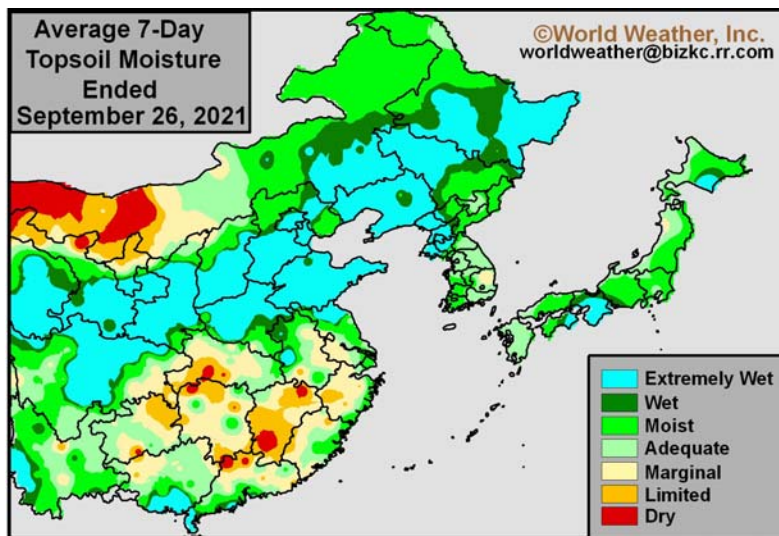 Average 7-Day
Topsoil Moisture
Ended
September 26, 2021
©World Weather, Inc.
worldweather@bizkc.rr.com
Extremely Wet
Wet
Moist
Adequate
Marginal
Limited
Dry